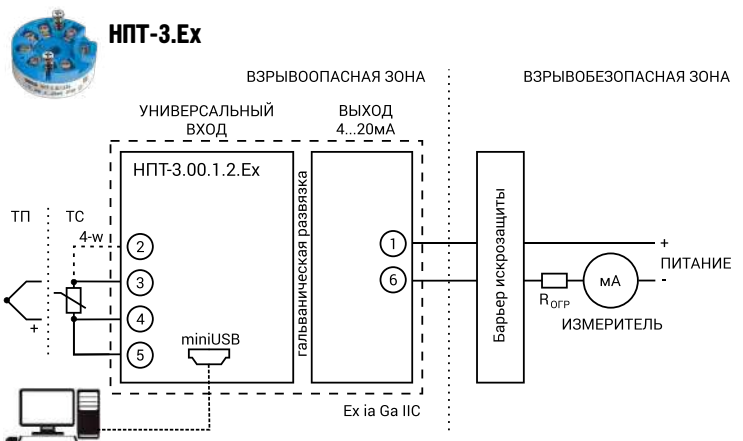 НПТ-3.Ex
ВЗРЫВООПАСНАЯ ЗОНА
ВЗРЫВОБЕЗОПАСНАЯ ЗОНА
УНИВЕРСАЛЬНЫЙ
ВХОД
ВЫХОД
4...20мА
НПТ-3.00.1.2.Ex
гальваническая развязка
Барьер искрозащиты
ТП
ТС
4-w
2
3
4
5
+
miniUSB
1
6
+
ПИТАНИЕ
-
RОГР
мА
ИЗМЕРИТЕЛЬ
Ex ia Ga IIC